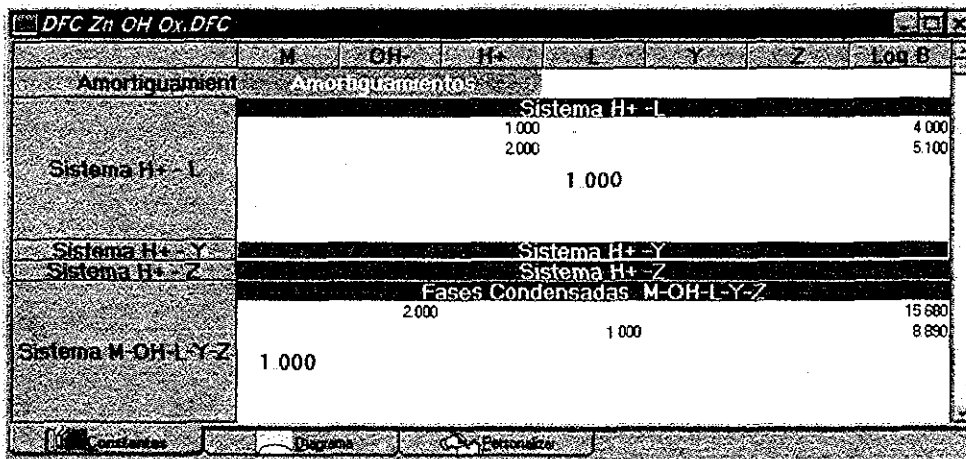 DFC Zn OH Ox.DFC
M OH- H+ L Y Z Log B
Amortiguamient Amortiguamientos
Sistema H+ -L
1.000 4.000
2.000 5.100
Sistema H+ - L
1.000
Sistema H+ - Y Sistema H+ -Y
Sistema H+ - Z Sistema H+ -Z
Fases Condensadas M-OH-L-Y-Z
2.000 15.680
1.000 8.890
Sistema M-OH-L-Y-Z
1.000
Constantes Diagrama Personalizar